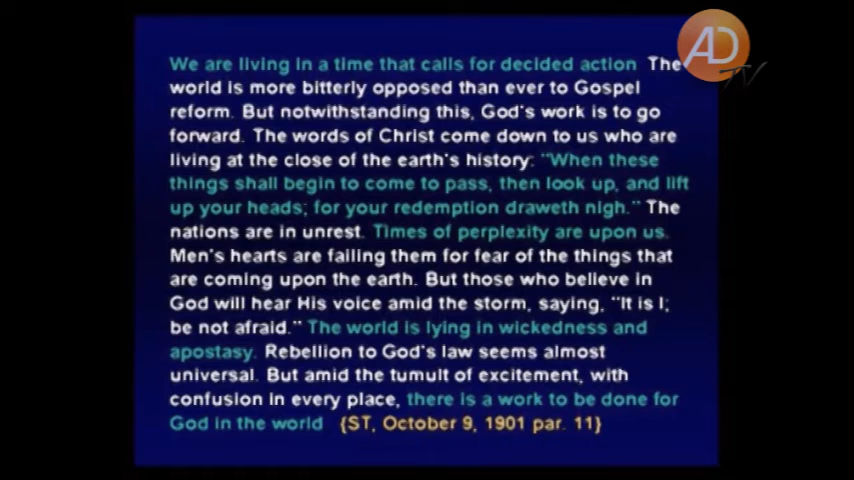 AD
TV
We are living in a time that calls for decided action The
world is more bitterly opposed than ever to Gospel
reform. But notwithstanding this, God's work is to go
forward. The words of Christ come down to us who are
living at the close of the earth's history: "When these
things shall begin to come to pass, then look up, and lift
up your heads; for your redemption draweth nigh." The
nations are in unrest. Times of perplexity are upon us.
Men's hearts are failing them for fear of the things that
are coming upon the earth. But those who believe in
God will hear His voice amid the storm, saying, "It is I;
be not afraid." The world is lying in wickedness and
apostasy. Rebellion to God's law seems almost
universal. But amid the tumult of excitement, with
confusion in every place, there is a work to be done for
God in the world {ST, October 9, 1901 par. 11}